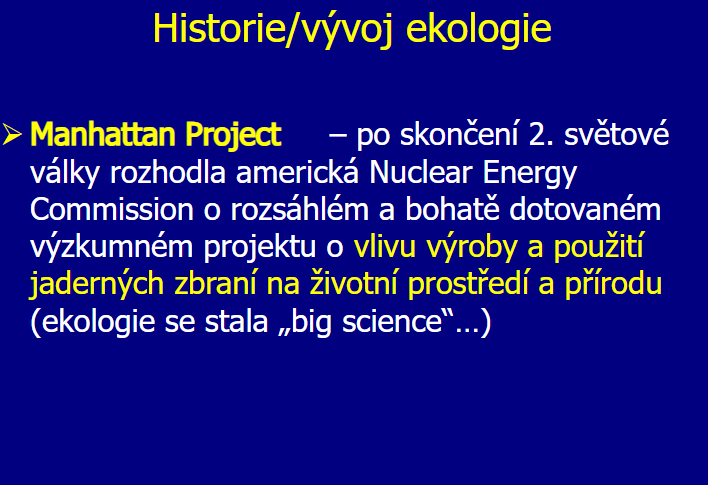 Historie/vývoj ekologie
➢ Manhattan Project – po skončení 2. světové
války rozhodla americká Nuclear Energy
Commission o rozsáhlém a bohatě dotovaném
výzkumném projektu o vlivu výroby a použití
jaderných zbraní na životní prostředí a přírodu
(ekologie se stala „big science“…)